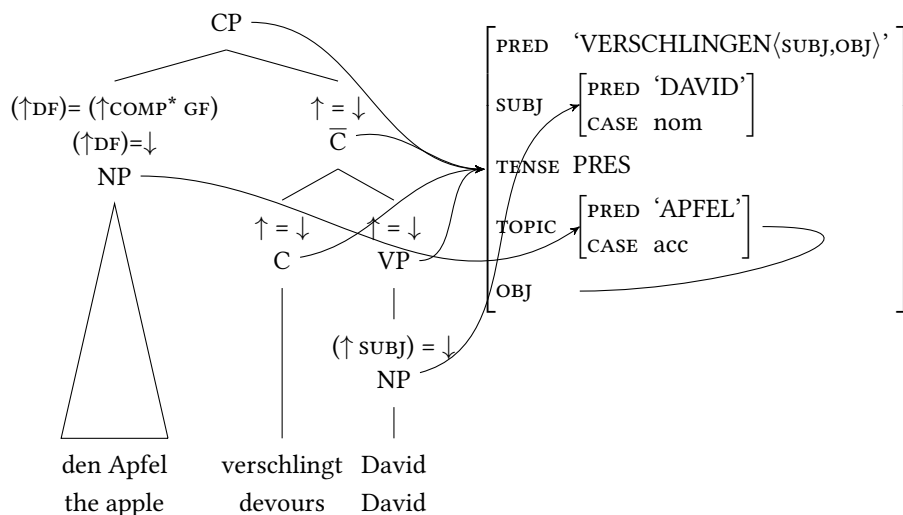 CP
(↑DF)= (↑COMP* GF)
(↑DF)=↓
NP
↑ = ↓
C̅
↑ = ↓
C
↑ = ↓
VP
(↑ SUBJ) = ↓
NP
den Apfel verschlingt David
the apple devours David
PRED ‘VERSCHLINGEN⟨SUBJ,OBJ⟩’
SUBJ
PRED ‘DAVID’
CASE nom
TENSE PRES
TOPIC
PRED ‘APFEL’
CASE acc
OBJ